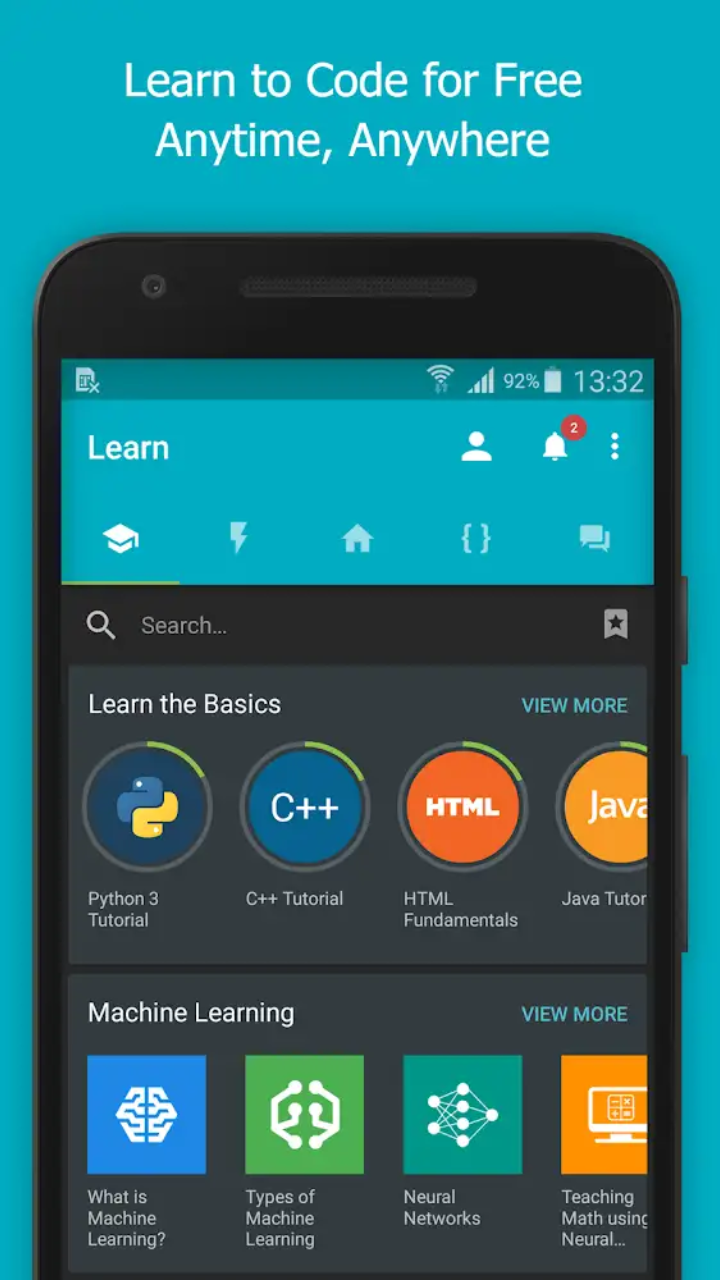 Learn to Code for Free
Anytime, Anywhere
92% 13:32
Learn
2
{ }
Search...
Learn the Basics VIEW MORE
C++ HTML Java
Python 3 C++ Tutorial HTML Java Tutor
Tutorial Fundamentals
Machine Learning VIEW MORE
What is Types of Neural Teaching
Machine Machine Networks Math using
Learning? Learning Neural...